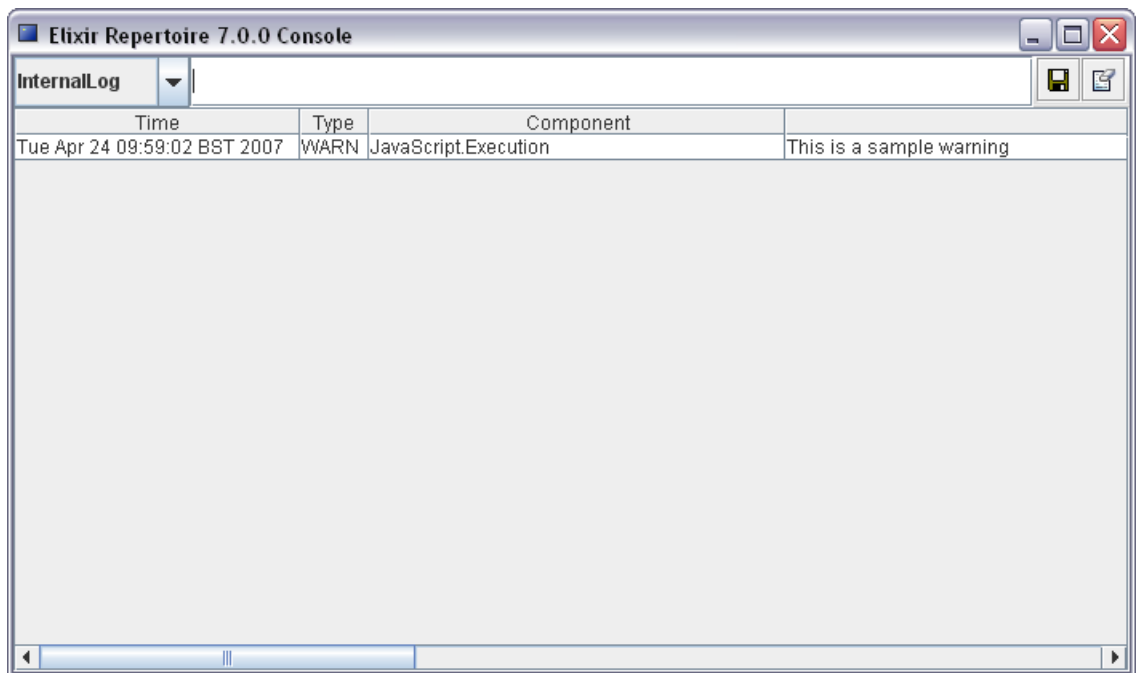 Elixir Repertoire 7.0.0 Console
InternalLog
Time Type Component
Tue Apr 24 09:59:02 BST 2007 WARN JavaScript.Execution This is a sample warning